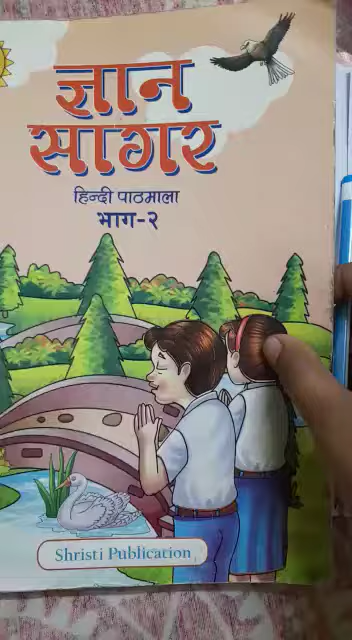 ज्ञान
सागर
हिन्दी पाठमाला
भाग-२
Shristi Publication